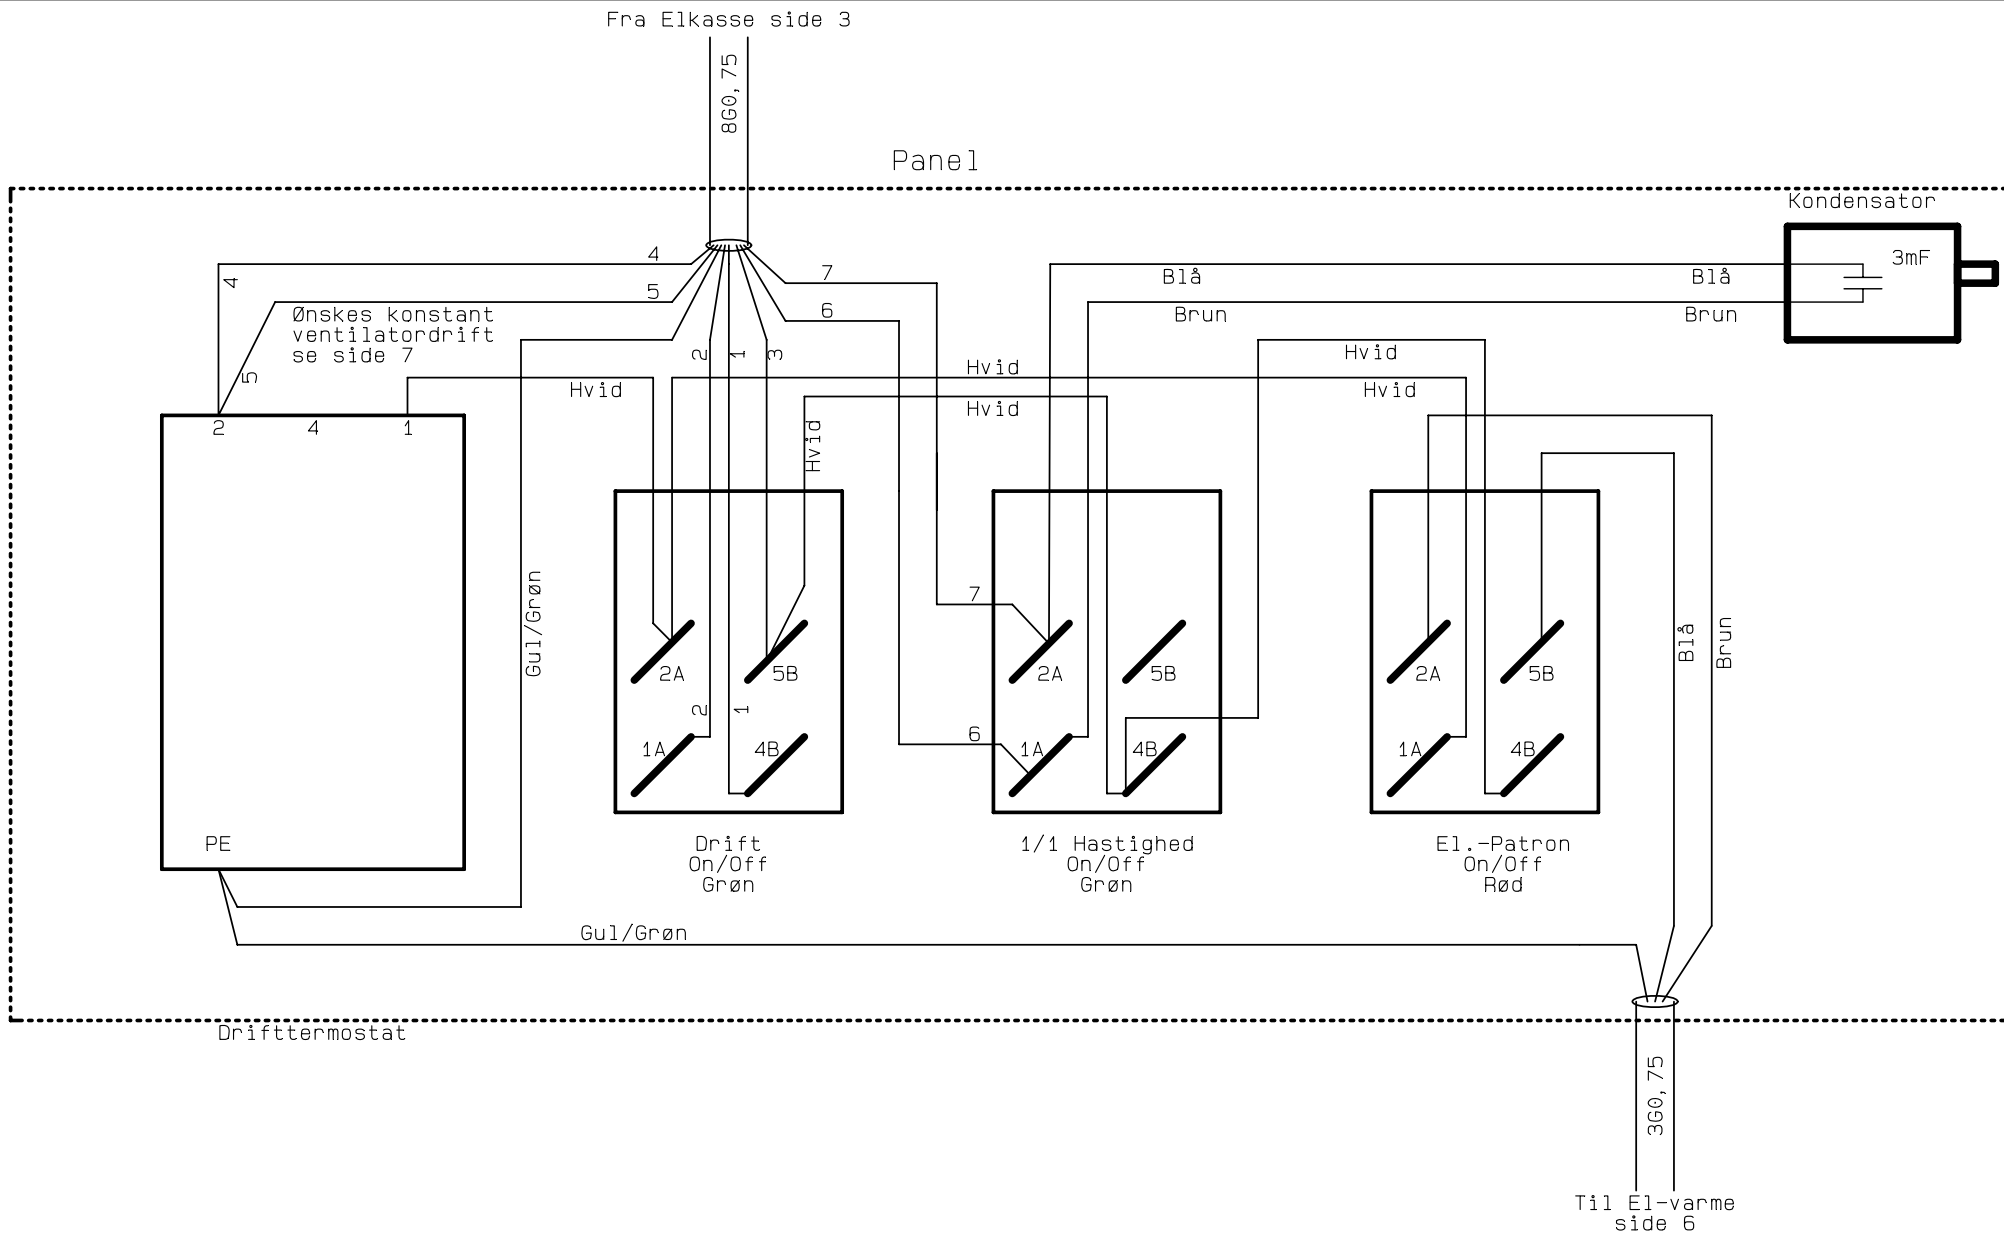 Fra Elkasse side 3
8G0,75
Panel
Kondensator
3mF
4
7
Blå
Blå
4
5
6
Brun
Brun
Ønskes konstant
ventilatordrift
se side 7
5
2
1
3
Hvid
Hvid
Hvid
Hvid
Hvid
Hvid
2
4
1
Gul/Grøn
7
Blå
Brun
2A
5B
2A
5B
2A
5B
2
1
6
1A
4B
1A
4B
1A
4B
PE
Drift
On/Off
Grøn
1/1 Hastighed
On/Off
Grøn
El.-Patron
On/Off
Rød
Gul/Grøn
Drifttermostat
3G0,75
Til El-varme
side 6